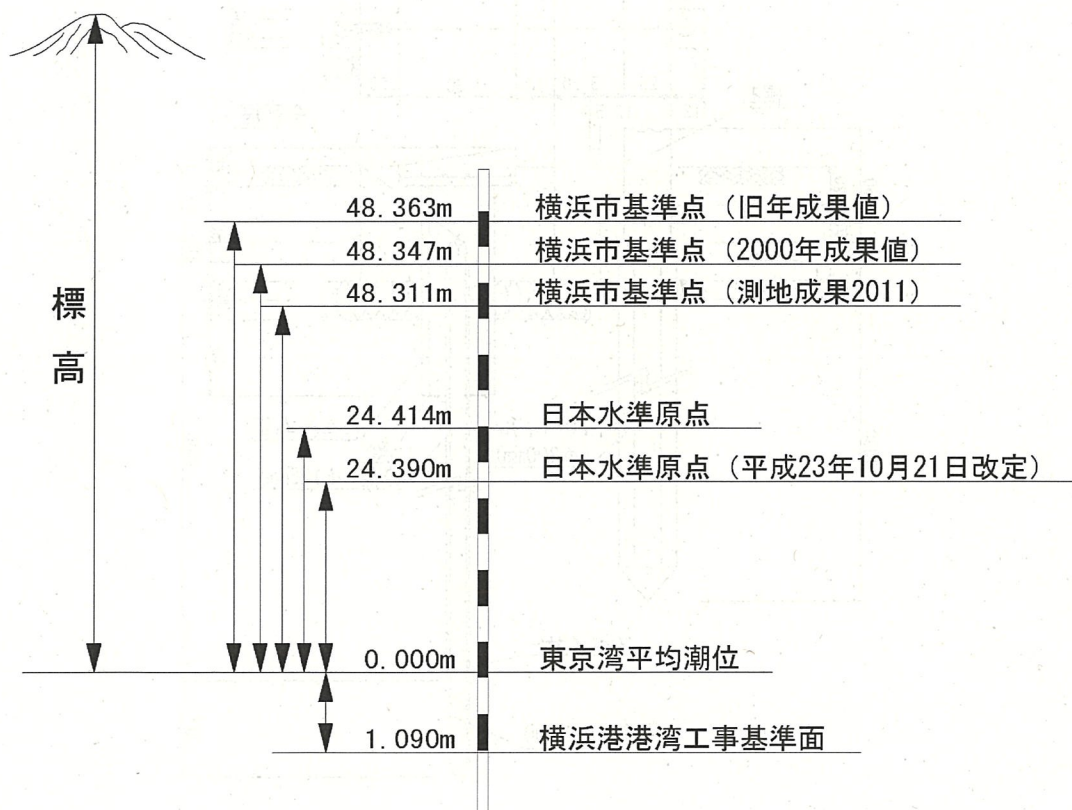 48.363m 横浜市基準点（旧年成果値）
48.347m 横浜市基準点（2000年成果値）
48.311m 横浜市基準点（測地成果2011）
標高
24.414m 日本水準原点
24.390m 日本水準原点（平成23年10月21日改定）
0.000m 東京湾平均潮位
1.090m 横浜港港湾工事基準面